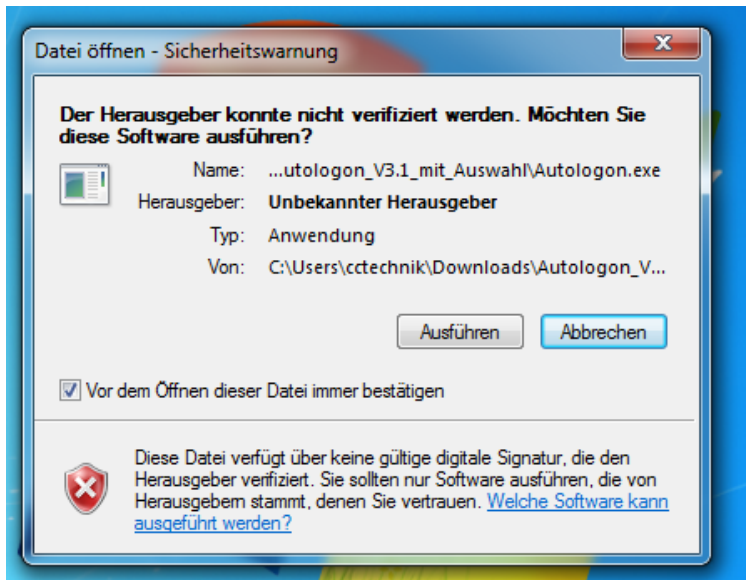 Datei öffnen - Sicherheitswarnung
Der Herausgeber konnte nicht verifiziert werden. Möchten Sie
diese Software ausführen?
Name: ...utologon_V3.1_mit_Auswahl\Autologon.exe
Herausgeber: Unbekannter Herausgeber
Typ: Anwendung
Von: C:\Users\cctechnik\Downloads\Autologon_V...
Ausführen Abbrechen
Vor dem Öffnen dieser Datei immer bestätigen
Diese Datei verfügt über keine gültige digitale Signatur, die den
Herausgeber verifiziert. Sie sollten nur Software ausführen, die von
Herausgebern stammt, denen Sie vertrauen. Welche Software kann
ausgeführt werden?